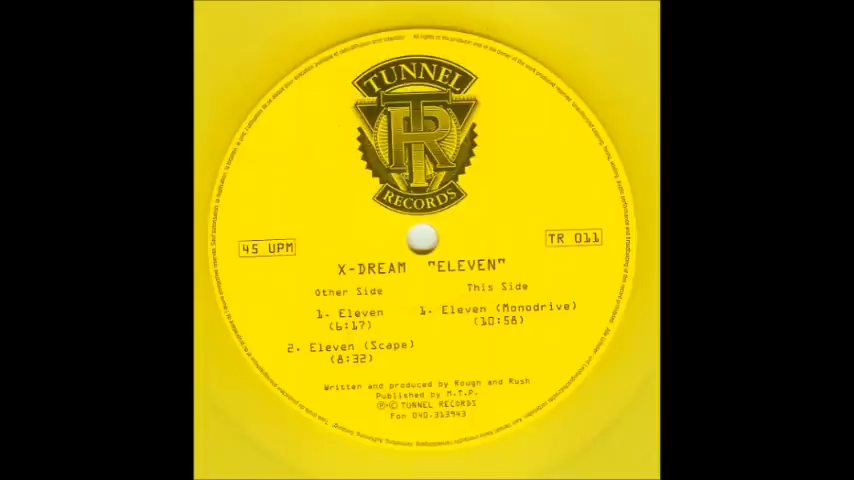 TUNNEL
TR
RECORDS
45 UPM
TR 011
X-DREAM "ELEVEN"
Other Side
This Side
1. Eleven
(6:17)
1. Eleven (Monodrive)
(10:58)
2. Eleven (Scape)
(8:32)
Written and produced by Rough and Rush
Published by M.T.P.
℗·© TUNNEL RECORDS
Fon 040.313943